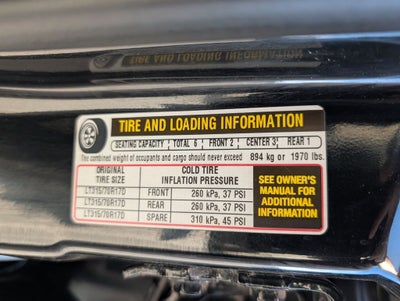 TIRE AND LOADING INFORMATION
SEATING CAPACITY TOTAL 6 FRONT 2 CENTER 3 REAR 1
The combined weight of occupants and cargo should never exceed 894 kg or 1970 lbs.
ORIGINAL TIRE SIZE COLD TIRE INFLATION PRESSURE
LT315/70R17D FRONT 260 kPa, 37 PSI
LT315/70R17D REAR 260 kPa, 37 PSI
LT315/70R17D SPARE 310 kPa, 45 PSI
SEE OWNER'S
MANUAL FOR
ADDITIONAL
INFORMATION